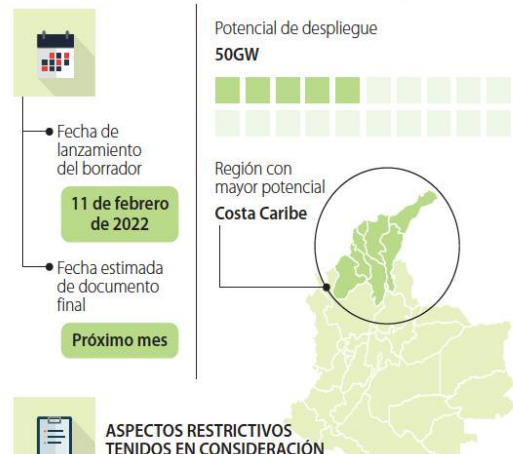 Potencial de despliegue
50GW
Fecha de
lanzamiento
del borrador
11 de febrero
de 2022
Fecha estimada
de documento
final
Próximo mes
Región con
mayor potencial
Costa Caribe
ASPECTOS RESTRICTIVOS
TENIDOS EN CONSIDERACIÓN